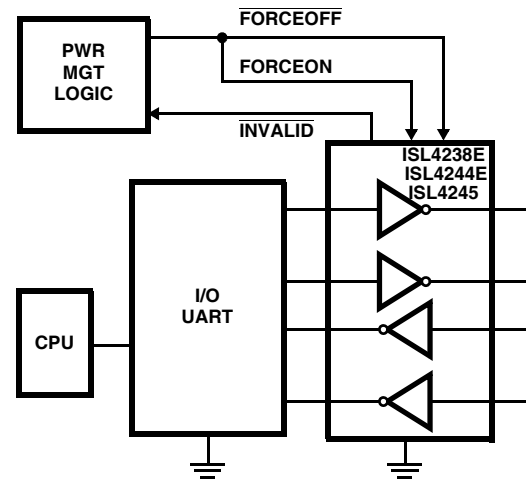 FORCEOFF
PWR
MGT
LOGIC
FORCEON
INVALID
ISL4238E
ISL4244E
ISL4245
I/O
UART
CPU